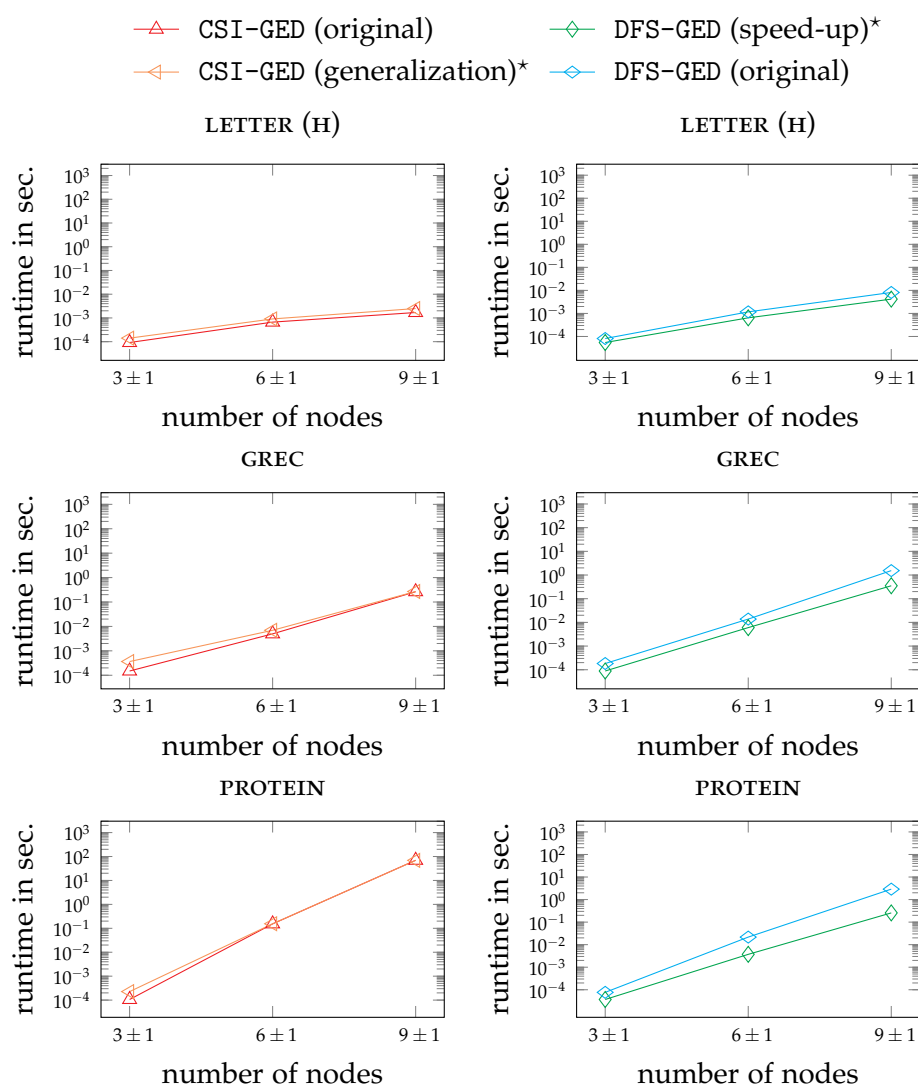 CSI-GED (original) DFS-GED (speed-up)⋆
CSI-GED (generalization)⋆ DFS-GED (original)
LETTER (H)
runtime in sec.
10³
10²
10¹
10⁰
10⁻¹
10⁻²
10⁻³
10⁻⁴
3 ± 1 6 ± 1 9 ± 1
number of nodes
LETTER (H)
runtime in sec.
10³
10²
10¹
10⁰
10⁻¹
10⁻²
10⁻³
10⁻⁴
3 ± 1 6 ± 1 9 ± 1
number of nodes
GREC
runtime in sec.
10³
10²
10¹
10⁰
10⁻¹
10⁻²
10⁻³
10⁻⁴
3 ± 1 6 ± 1 9 ± 1
number of nodes
GREC
runtime in sec.
10³
10²
10¹
10⁰
10⁻¹
10⁻²
10⁻³
10⁻⁴
3 ± 1 6 ± 1 9 ± 1
number of nodes
PROTEIN
runtime in sec.
10³
10²
10¹
10⁰
10⁻¹
10⁻²
10⁻³
10⁻⁴
3 ± 1 6 ± 1 9 ± 1
number of nodes
PROTEIN
runtime in sec.
10³
10²
10¹
10⁰
10⁻¹
10⁻²
10⁻³
10⁻⁴
3 ± 1 6 ± 1 9 ± 1
number of nodes